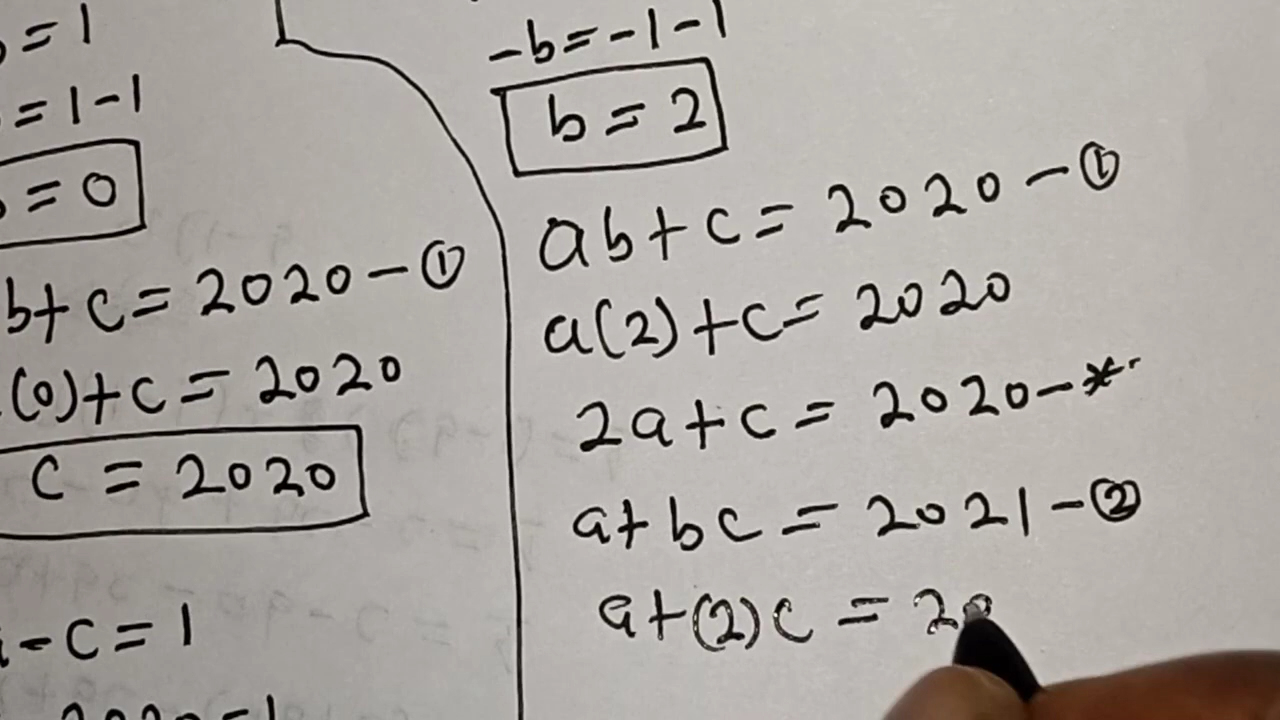 b = 1
b = 1 - 1
b = 0
b + c = 2020 - ①
(0) + c = 2020
c = 2020
- c = 1
-b = -1 - 1
b = 2
ab + c = 2020 - ①
a(2) + c = 2020
2a + c = 2020 - *
a + bc = 2021 - ②
a + (2)c = 20